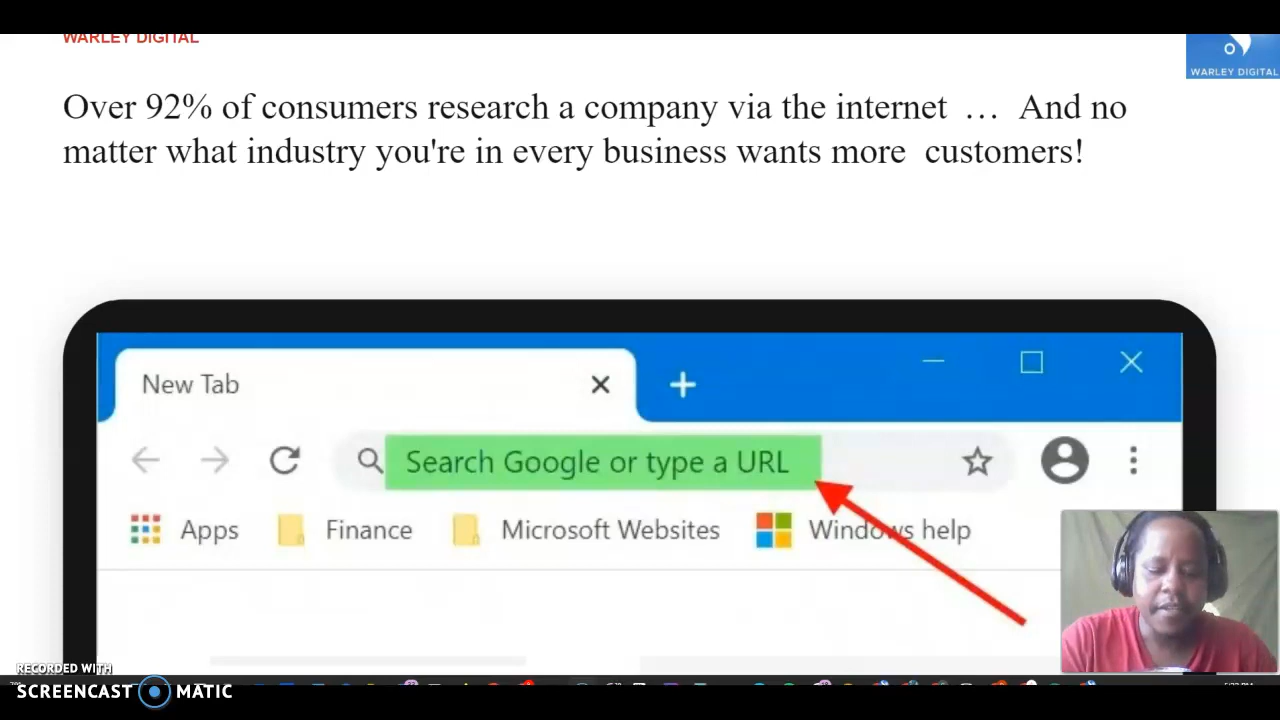 WARLEY DIGITAL
WARLEY DIGITAL
Over 92% of consumers research a company via the internet … And no
matter what industry you're in every business wants more customers!
New Tab
Search Google or type a URL
Apps Finance Microsoft Websites Windows help
RECORDED WITH
SCREENCAST MATIC